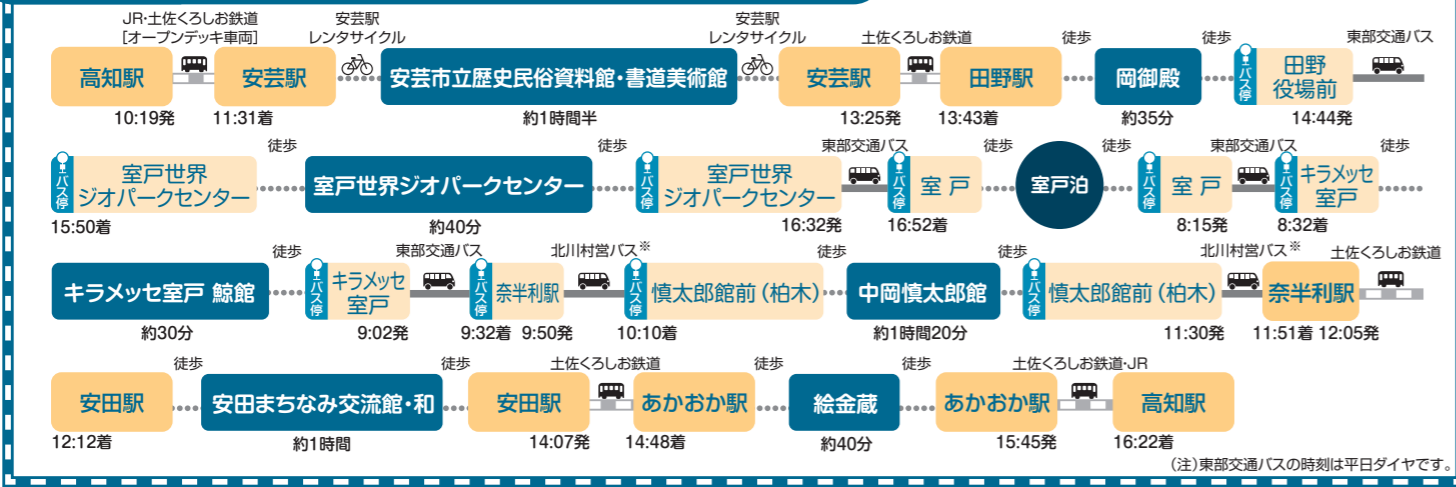 JR・土佐くろしお鉄道
[オープンデッキ車両]
安芸駅
レンタサイクル
安芸駅
レンタサイクル
土佐くろしお鉄道
徒歩
徒歩
東部交通バス
高知駅
安芸駅
安芸市立歴史民俗資料館・書道美術館
安芸駅
田野駅
岡御殿
バス停
田野
役場前
10:19発
11:31着
約1時間半
13:25発
13:43着
約35分
14:44発
徒歩
徒歩
東部交通バス
徒歩
徒歩
東部交通バス
徒歩
バス停
室戸世界
ジオパークセンター
室戸世界ジオパークセンター
バス停
室戸世界
ジオパークセンター
バス停
室戸
室戸泊
バス停
室戸
バス停
キラメッセ
室戸
15:50着
約40分
16:32発
16:52着
8:15発
8:32着
徒歩
東部交通バス
北川村営バス※
徒歩
徒歩
北川村営バス※
土佐くろしお鉄道
キラメッセ室戸 鯨館
バス停
キラメッセ
室戸
バス停
奈半利駅
バス停
慎太郎館前(柏木)
中岡慎太郎館
バス停
慎太郎館前(柏木)
奈半利駅
約30分
9:02発
9:32着 9:50発
10:10着
約1時間20分
11:30発
11:51着 12:05発
徒歩
徒歩
土佐くろしお鉄道
徒歩
徒歩
土佐くろしお鉄道・JR
安田駅
安田まちなみ交流館・和
安田駅
あかおか駅
絵金蔵
あかおか駅
高知駅
12:12着
約1時間
14:07発
14:48着
約40分
15:45発
16:22着
(注)東部交通バスの時刻は平日ダイヤです。